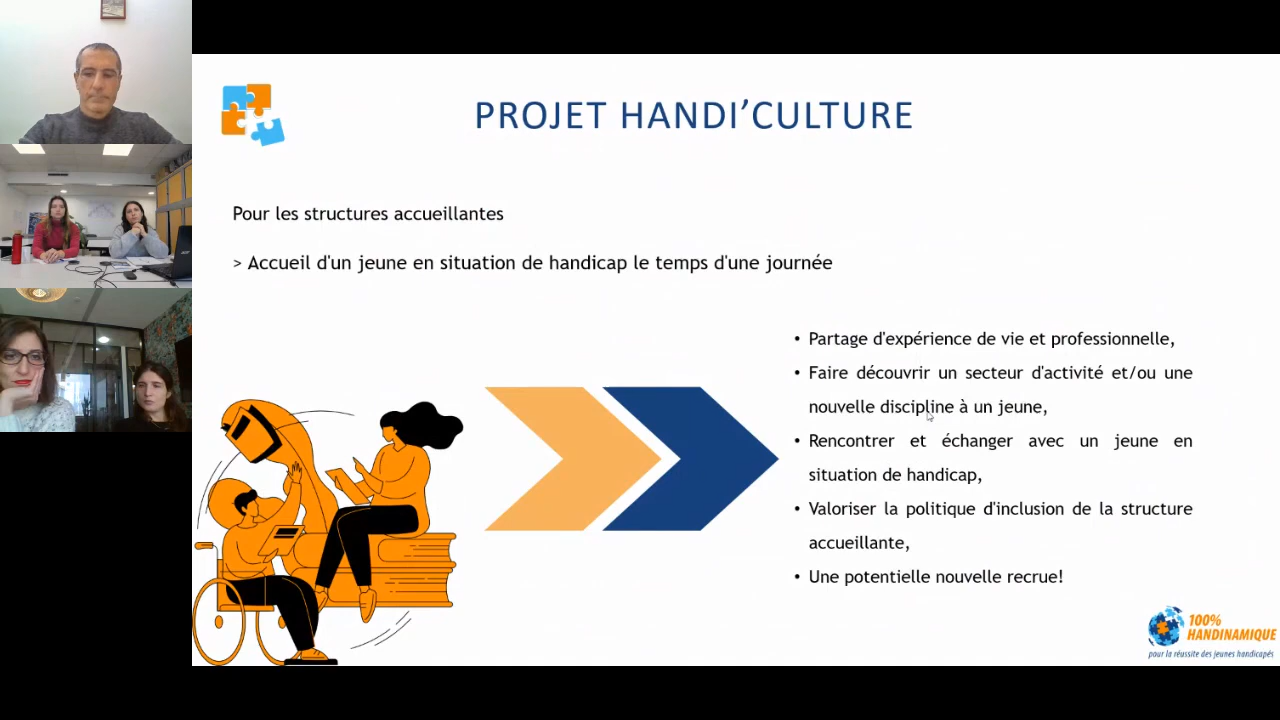 PROJET HANDI’CULTURE
Pour les structures accueillantes
> Accueil d'un jeune en situation de handicap le temps d'une journée
• Partage d'expérience de vie et professionnelle,
• Faire découvrir un secteur d'activité et/ou une
nouvelle discipline à un jeune,
• Rencontrer et échanger avec un jeune en
situation de handicap,
• Valoriser la politique d'inclusion de la structure
accueillante,
• Une potentielle nouvelle recrue!
100%
HANDINAMIQUE
pour la réussite des jeunes handicapés